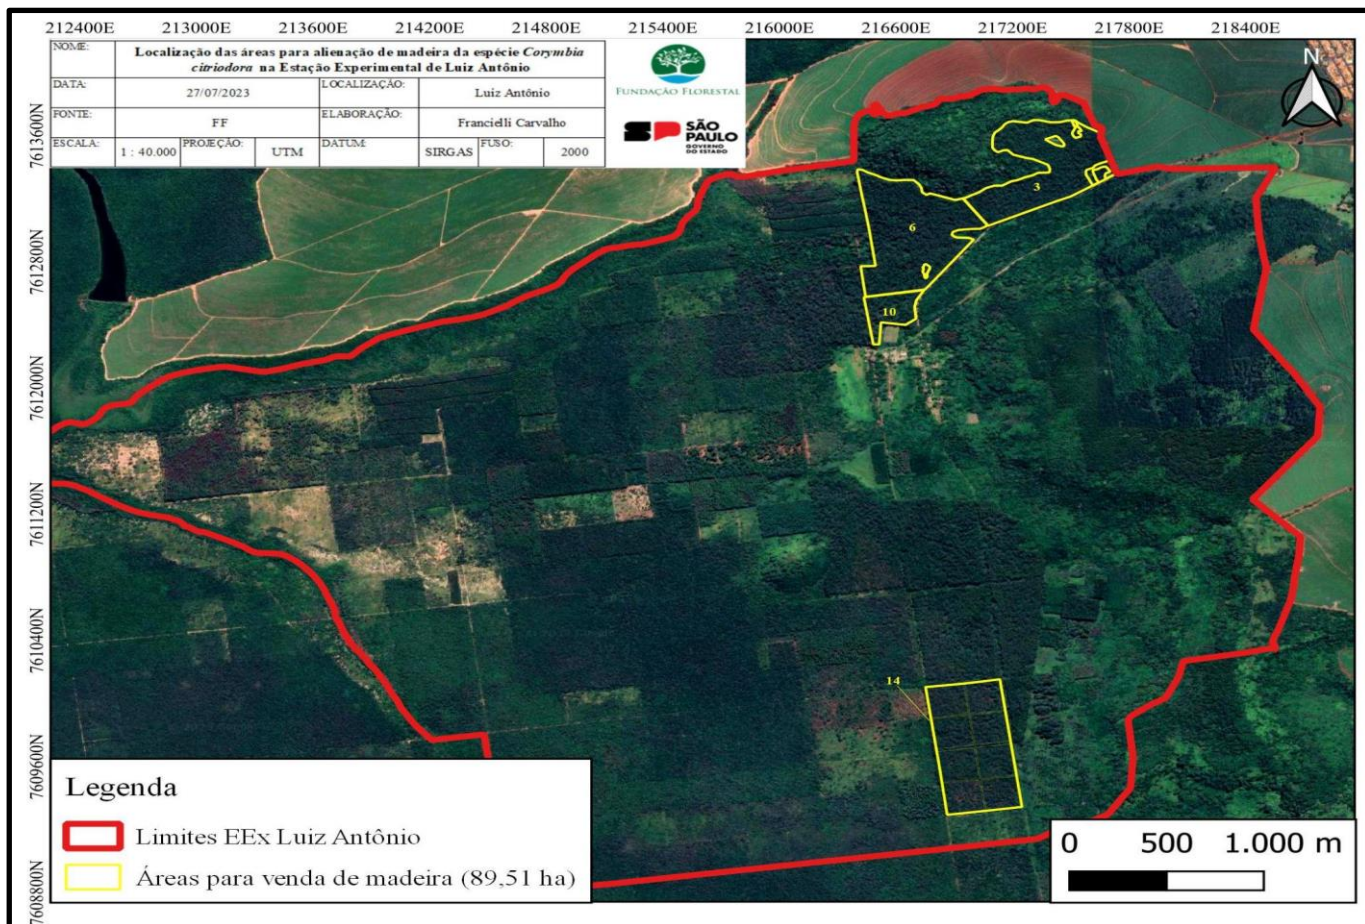 212400E 213000E 213600E 214200E 214800E 215400E 216000E 216600E 217200E 217800E 218400E
NOME:
Localização das áreas para alienação de madeira da espécie Corymbia
citriodora na Estação Experimental de Luiz Antônio
DATA:
27/07/2023
LOCALIZAÇÃO:
Luiz Antônio
FONTE:
FF
ELABORAÇÃO:
Francielli Carvalho
ESCALA:
1 : 40.000
PROJEÇÃO:
UTM
DATUM:
SIRGAS
FUSO:
2000
FUNDAÇÃO FLORESTAL
SP
SÃO
PAULO
GOVERNO
DO ESTADO
N
7613600N
7612800N
7612000N
7611200N
7610400N
7609600N
7608800N
3
6
10
14
Legenda
Limites EEx Luiz Antônio
Áreas para venda de madeira (89,51 ha)
0 500 1.000 m